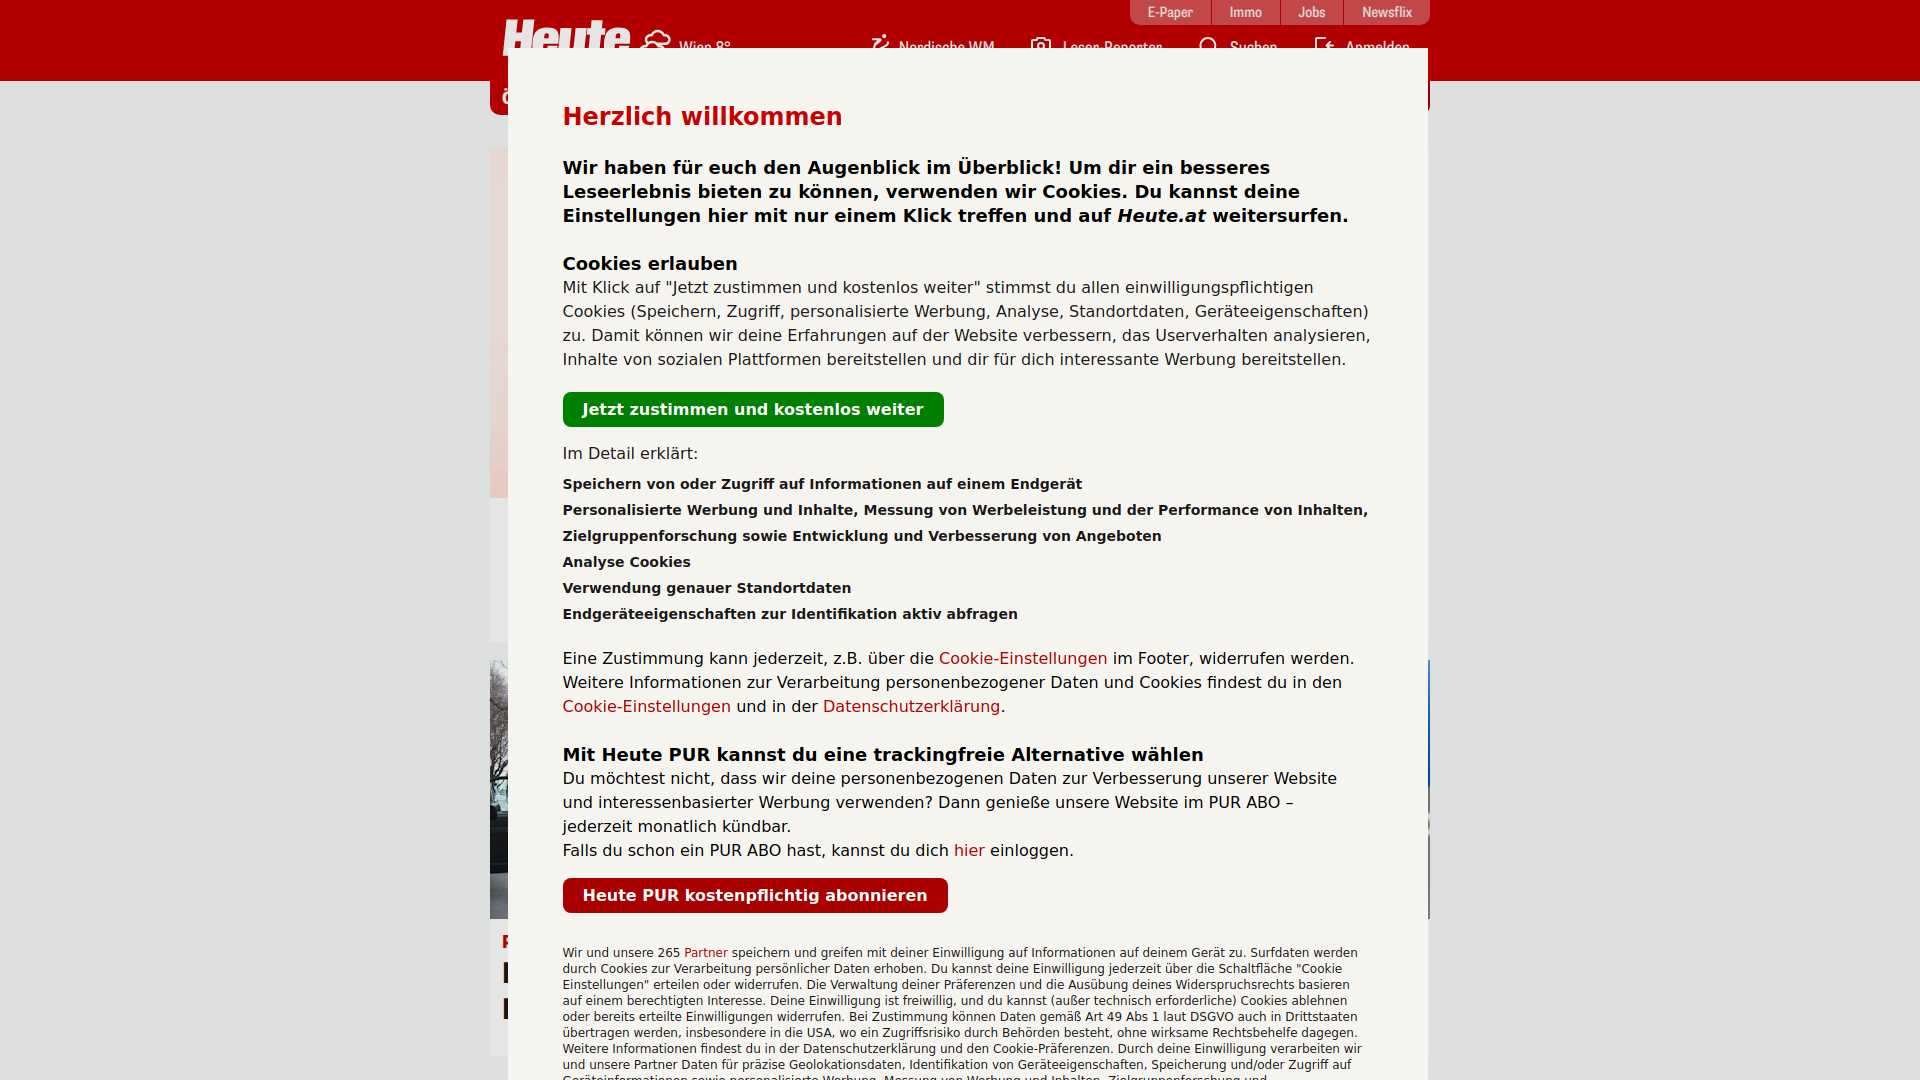 E-Paper
Immo
Jobs
Newsflix
Heute
Wien 8°
Nordische WM
Leser-Reporter
Suchen
Anmelden
Herzlich willkommen
Wir haben für euch den Augenblick im Überblick! Um dir ein besseres
Leseerlebnis bieten zu können, verwenden wir Cookies. Du kannst deine
Einstellungen hier mit nur einem Klick treffen und auf Heute.at weitersurfen.
Cookies erlauben
Mit Klick auf "Jetzt zustimmen und kostenlos weiter" stimmst du allen einwilligungspflichtigen
Cookies (Speichern, Zugriff, personalisierte Werbung, Analyse, Standortdaten, Geräteeigenschaften)
zu. Damit können wir deine Erfahrungen auf der Website verbessern, das Userverhalten analysieren,
Inhalte von sozialen Plattformen bereitstellen und dir für dich interessante Werbung bereitstellen.
Jetzt zustimmen und kostenlos weiter
Im Detail erklärt:
Speichern von oder Zugriff auf Informationen auf einem Endgerät
Personalisierte Werbung und Inhalte, Messung von Werbeleistung und der Performance von Inhalten,
Zielgruppenforschung sowie Entwicklung und Verbesserung von Angeboten
Analyse Cookies
Verwendung genauer Standortdaten
Endgeräteeigenschaften zur Identifikation aktiv abfragen
Eine Zustimmung kann jederzeit, z.B. über die Cookie-Einstellungen im Footer, widerrufen werden.
Weitere Informationen zur Verarbeitung personenbezogener Daten und Cookies findest du in den
Cookie-Einstellungen und in der Datenschutzerklärung.
Mit Heute PUR kannst du eine trackingfreie Alternative wählen
Du möchtest nicht, dass wir deine personenbezogenen Daten zur Verbesserung unserer Website
und interessenbasierter Werbung verwenden? Dann genieße unsere Website im PUR ABO –
jederzeit monatlich kündbar.
Falls du schon ein PUR ABO hast, kannst du dich hier einloggen.
Heute PUR kostenpflichtig abonnieren
Wir und unsere 265 Partner speichern und greifen mit deiner Einwilligung auf Informationen auf deinem Gerät zu. Surfdaten werden
durch Cookies zur Verarbeitung persönlicher Daten erhoben. Du kannst deine Einwilligung jederzeit über die Schaltfläche "Cookie
Einstellungen" erteilen oder widerrufen. Die Verwaltung deiner Präferenzen und die Ausübung deines Widerspruchsrechts basieren
auf einem berechtigten Interesse. Deine Einwilligung ist freiwillig, und du kannst (außer technisch erforderliche) Cookies ablehnen
oder bereits erteilte Einwilligungen widerrufen. Bei Zustimmung können Daten gemäß Art 49 Abs 1 laut DSGVO auch in Drittstaaten
übertragen werden, insbesondere in die USA, wo ein Zugriffsrisiko durch Behörden besteht, ohne wirksame Rechtsbehelfe dagegen.
Weitere Informationen findest du in der Datenschutzerklärung und den Cookie-Präferenzen. Durch deine Einwilligung verarbeiten wir
und unsere Partner Daten für präzise Geolokationsdaten, Identifikation von Geräteeigenschaften, Speicherung und/oder Zugriff auf
Geräteinformationen sowie personalisierte Werbung, Messung von Werbung und Inhalten, Zielgruppenforschung und